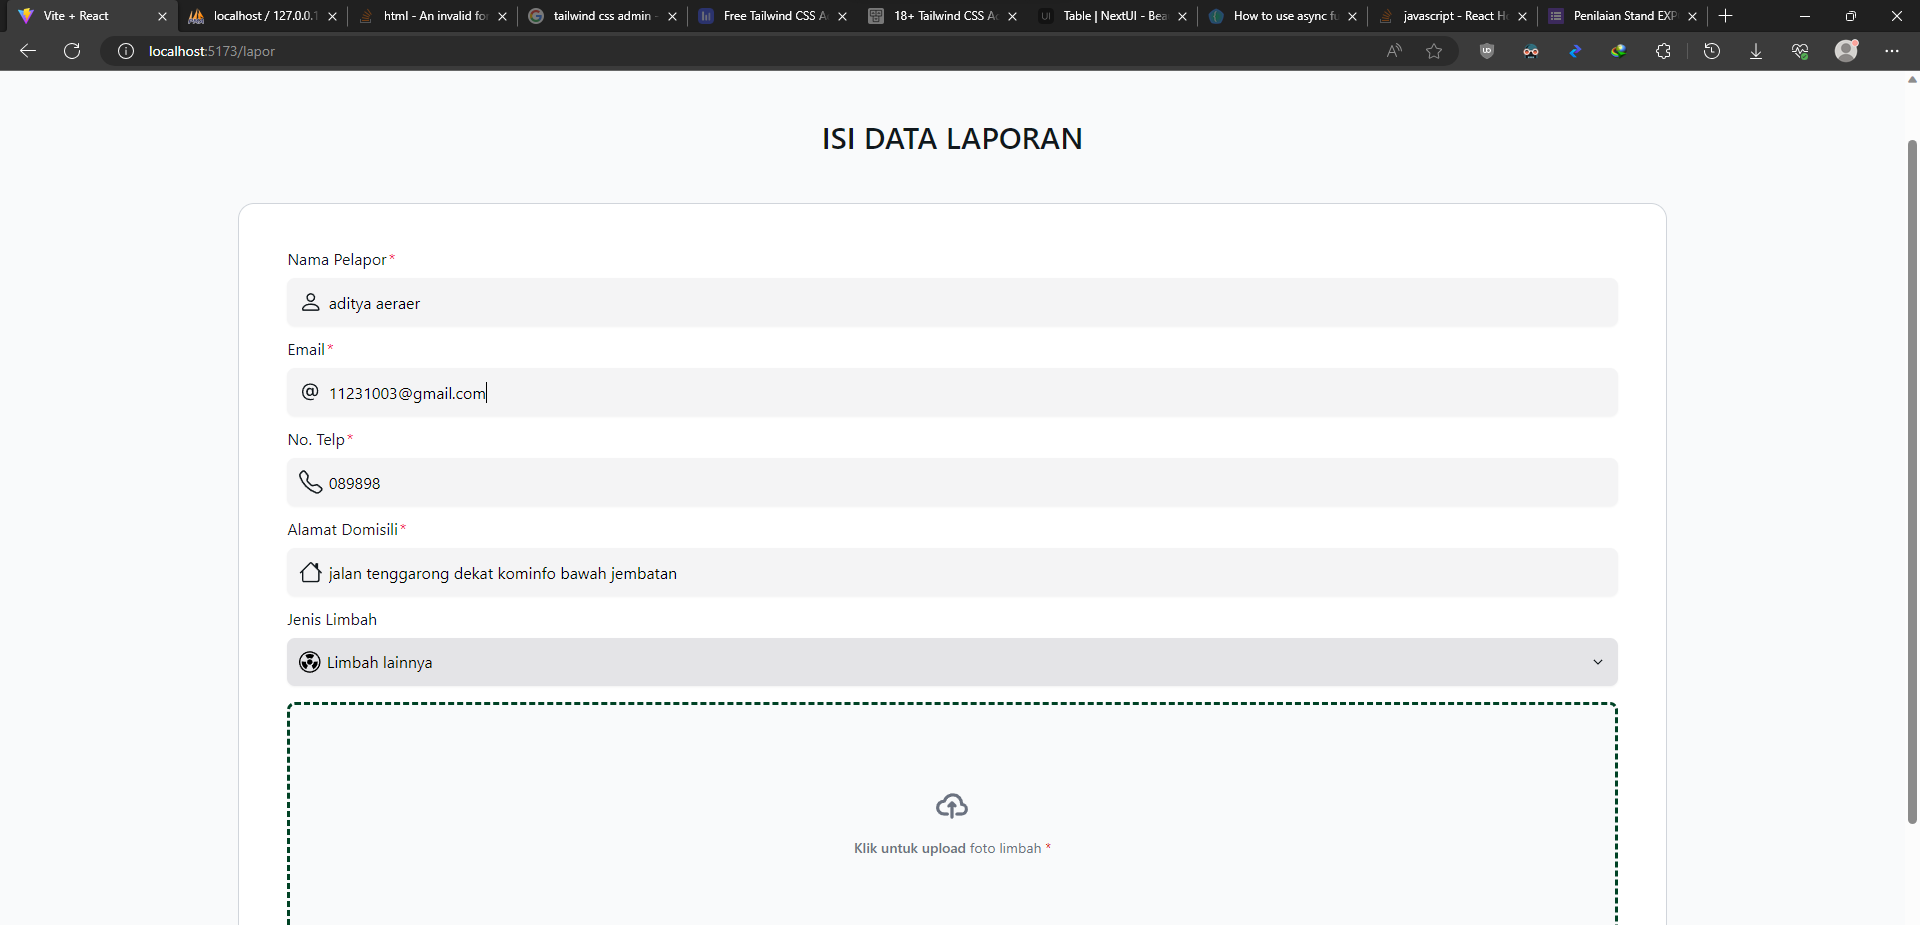 Vite + React
localhost / 127.0.0.1
html - An invalid fo
tailwind css admin
Free Tailwind CSS A
18+ Tailwind CSS A
Table | NextUI - Bea
How to use async fu
javascript - React H
Penilaian Stand EXP
localhost:5173/lapor
ISI DATA LAPORAN
Nama Pelapor*
aditya aeraer
Email*
@ 11231003@gmail.com
No. Telp*
089898
Alamat Domisili*
jalan tenggarong dekat kominfo bawah jembatan
Jenis Limbah
Limbah lainnya
Klik untuk upload foto limbah *